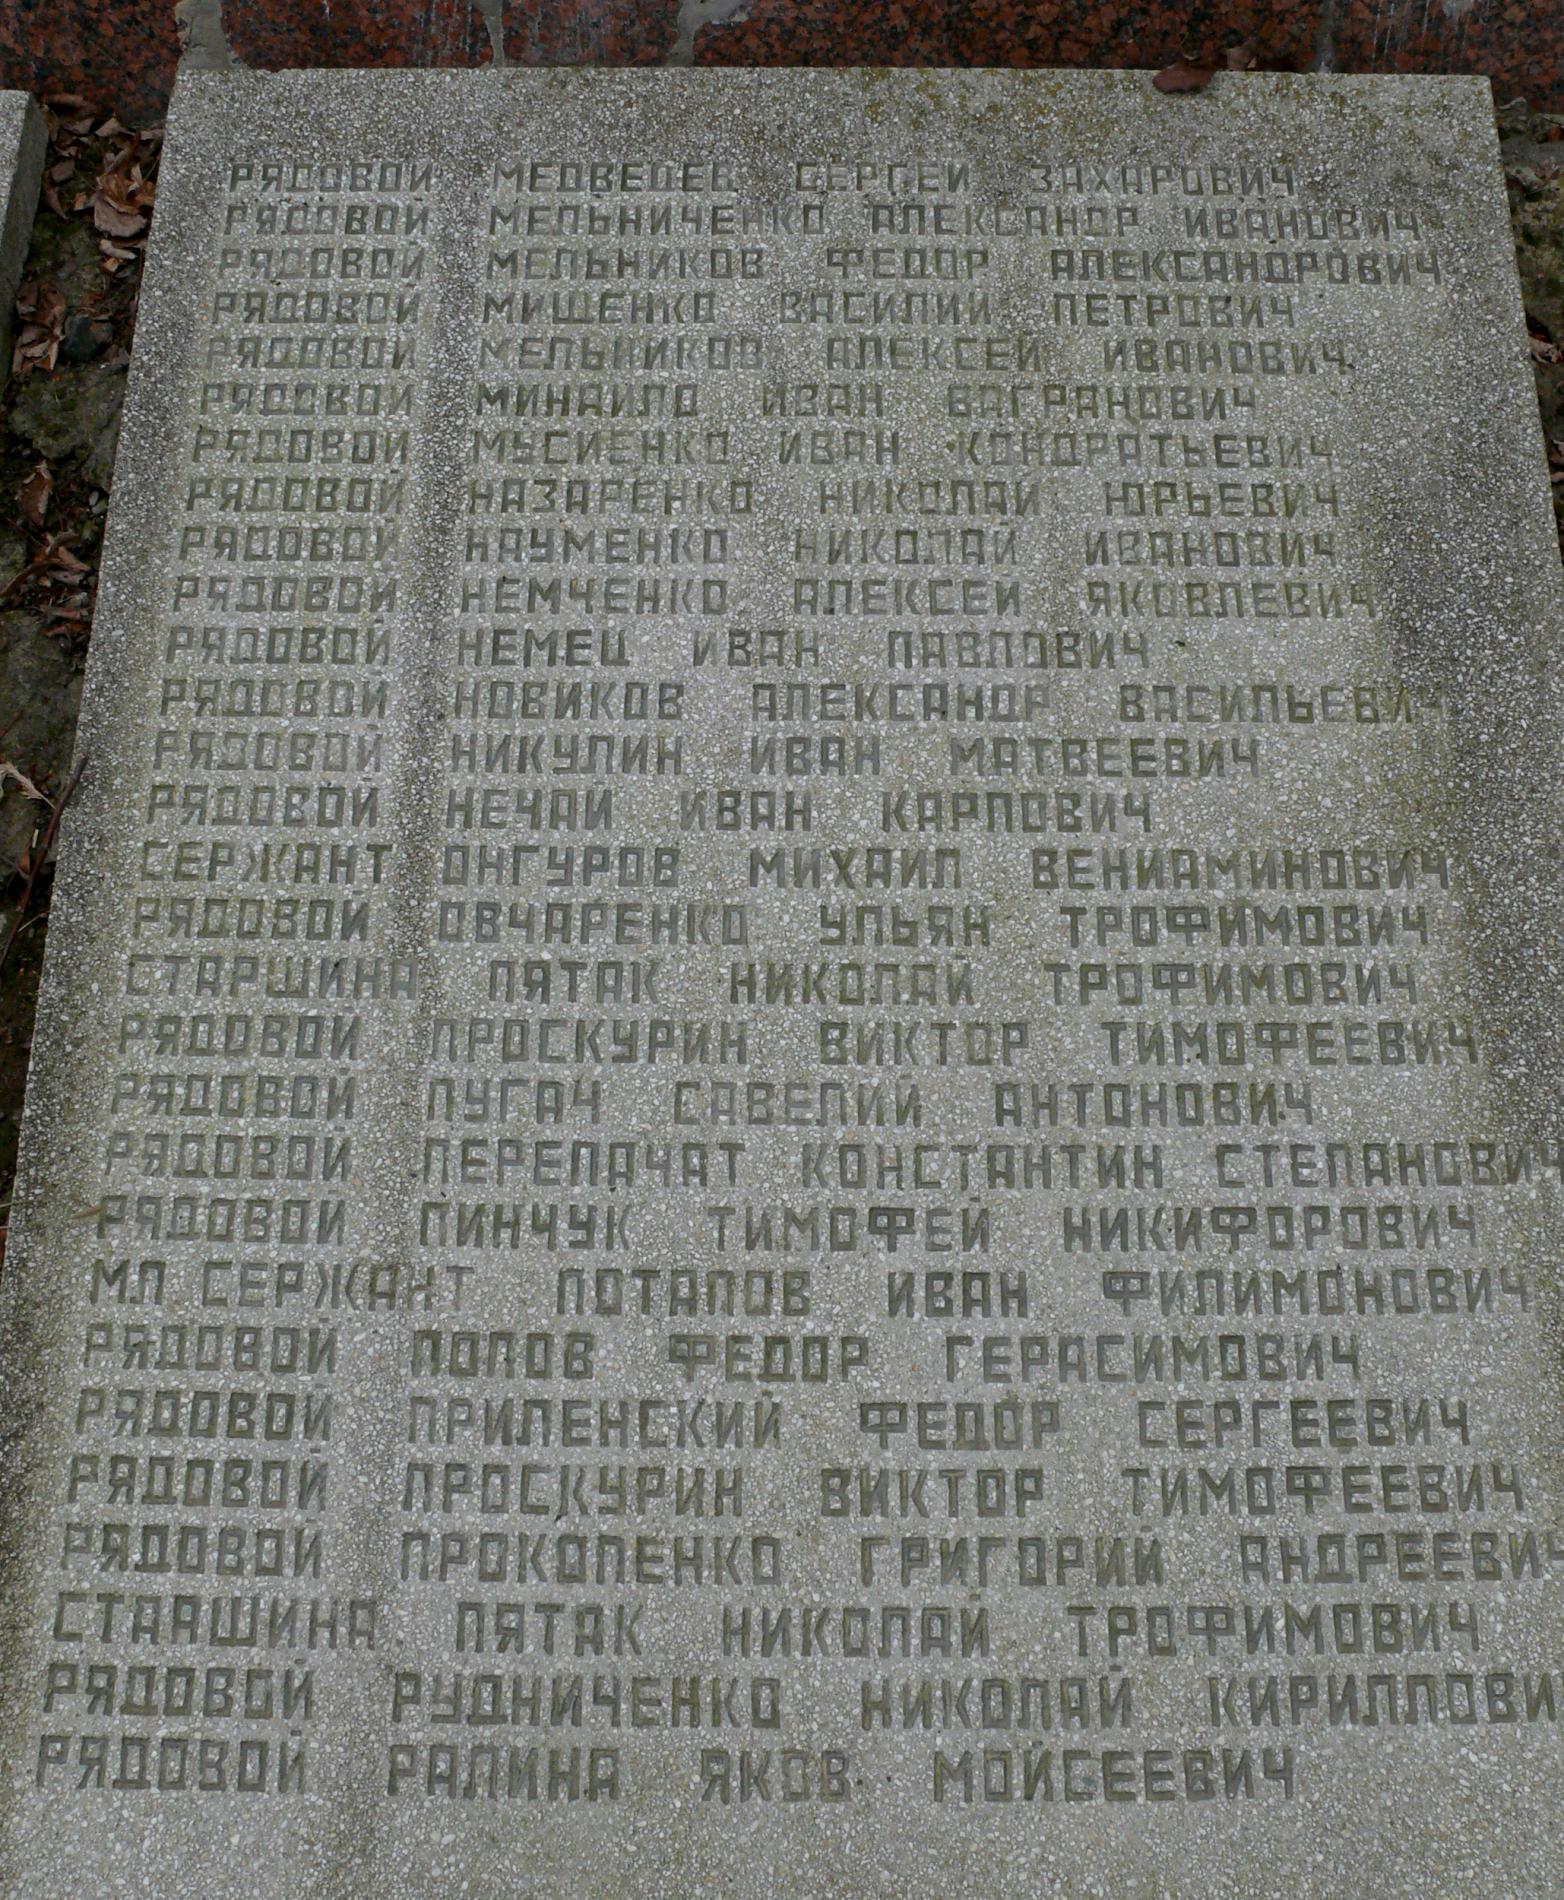 РЯДОВОЙ МЕДВЕДЕВ СЕРГЕЙ ЗАХАРОВИЧ
РЯДОВОЙ МЕЛЬНИЧЕНКО АЛЕКСАНДР ИВАНОВИЧ
РЯДОВОЙ МЕЛЬНИКОВ ФЕДОР АЛЕКСАНДРОВИЧ
РЯДОВОЙ МИЩЕНКО ВАСИЛИЙ ПЕТРОВИЧ
РЯДОВОЙ МЕЛЬНИКОВ АЛЕКСЕЙ ИВАНОВИЧ
РЯДОВОЙ МИНАИЛО ИВАН ВАГРАНОВИЧ
РЯДОВОЙ МУСИЕНКО ИВАН КОНДРАТЬЕВИЧ
РЯДОВОЙ НАЗАРЕНКО НИКОЛАЙ ЮРЬЕВИЧ
РЯДОВОЙ НАУМЕНКО НИКОЛАЙ ИВАНОВИЧ
РЯДОВОЙ НЕМЧЕНКО АЛЕКСЕЙ ЯКОВЛЕВИЧ
РЯДОВОЙ НЕМЕЦ ИВАН ПАВЛОВИЧ
РЯДОВОЙ НОВИКОВ АЛЕКСАНДР ВАСИЛЬЕВИЧ
РЯДОВОЙ НИКУЛИН ИВАН МАТВЕЕВИЧ
РЯДОВОЙ НЕЧАЙ ИВАН КАРПОВИЧ
СЕРЖАНТ ОНГУРОВ МИХАИЛ ВЕНИАМИНОВИЧ
РЯДОВОЙ ОВЧАРЕНКО УЛЬЯН ТРОФИМОВИЧ
СТАРШИНА ПЯТАК НИКОЛАЙ ТРОФИМОВИЧ
РЯДОВОЙ ПРОСКУРИН ВИКТОР ТИМОФЕЕВИЧ
РЯДОВОЙ ПУГАЧ САВЕЛИЙ АНТОНОВИЧ
РЯДОВОЙ ПЕРЕПАЧАТ КОНСТАНТИН СТЕПАНОВИЧ
РЯДОВОЙ ПИНЧУК ТИМОФЕЙ НИКИФОРОВИЧ
МЛ СЕРЖАНТ ПОТАПОВ ИВАН ФИЛИМОНОВИЧ
РЯДОВОЙ ПОПОВ ФЕДОР ГЕРАСИМОВИЧ
РЯДОВОЙ ПРИЛЕНСКИЙ ФЕДОР СЕРГЕЕВИЧ
РЯДОВОЙ ПРОСКУРИН ВИКТОР ТИМОФЕЕВИЧ
РЯДОВОЙ ПРОКОПЕНКО ГРИГОРИЙ АНДРЕЕВИЧ
СТАРШИНА ПЯТАК НИКОЛАЙ ТРОФИМОВИЧ
РЯДОВОЙ РУДНИЧЕНКО НИКОЛАЙ КИРИЛЛОВИ
РЯДОВОЙ РАЛИНА ЯКОВ МОЙСЕЕВИЧ